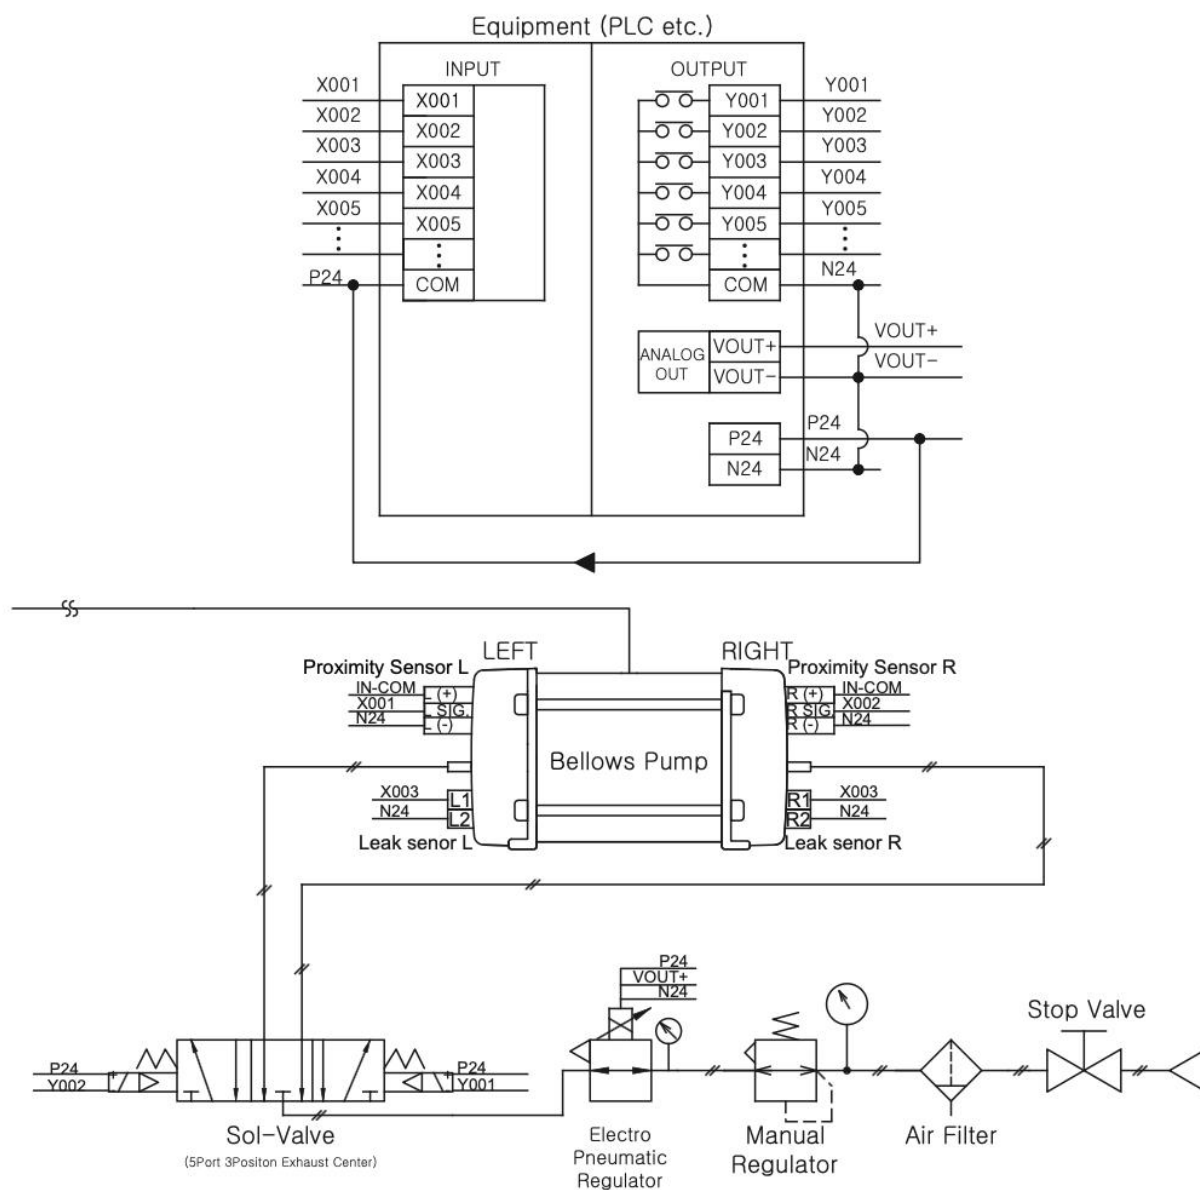 Equipment (PLC etc.)
INPUT
OUTPUT
X001
X001
Y001
Y001
X002
X002
Y002
Y002
X003
X003
Y003
Y003
X004
X004
Y004
Y004
X005
X005
Y005
Y005
P24
COM
COM
N24
ANALOG
OUT
VOUT+
VOUT+
VOUT-
VOUT-
P24
P24
N24
N24
LEFT
RIGHT
Proximity Sensor L
Proximity Sensor R
IN-COM
L (+)
R (+)
IN-COM
X001
L SIG.
R SIG.
X002
N24
L (-)
R (-)
N24
Bellows Pump
X003
L1
R1
X003
N24
L2
R2
N24
Leak senor L
Leak senor R
P24
VOUT+
N24
Stop Valve
P24
Y002
P24
Y001
Sol-Valve
(5Port 3Positon Exhaust Center)
Electro
Pneumatic
Regulator
Manual
Regulator
Air Filter